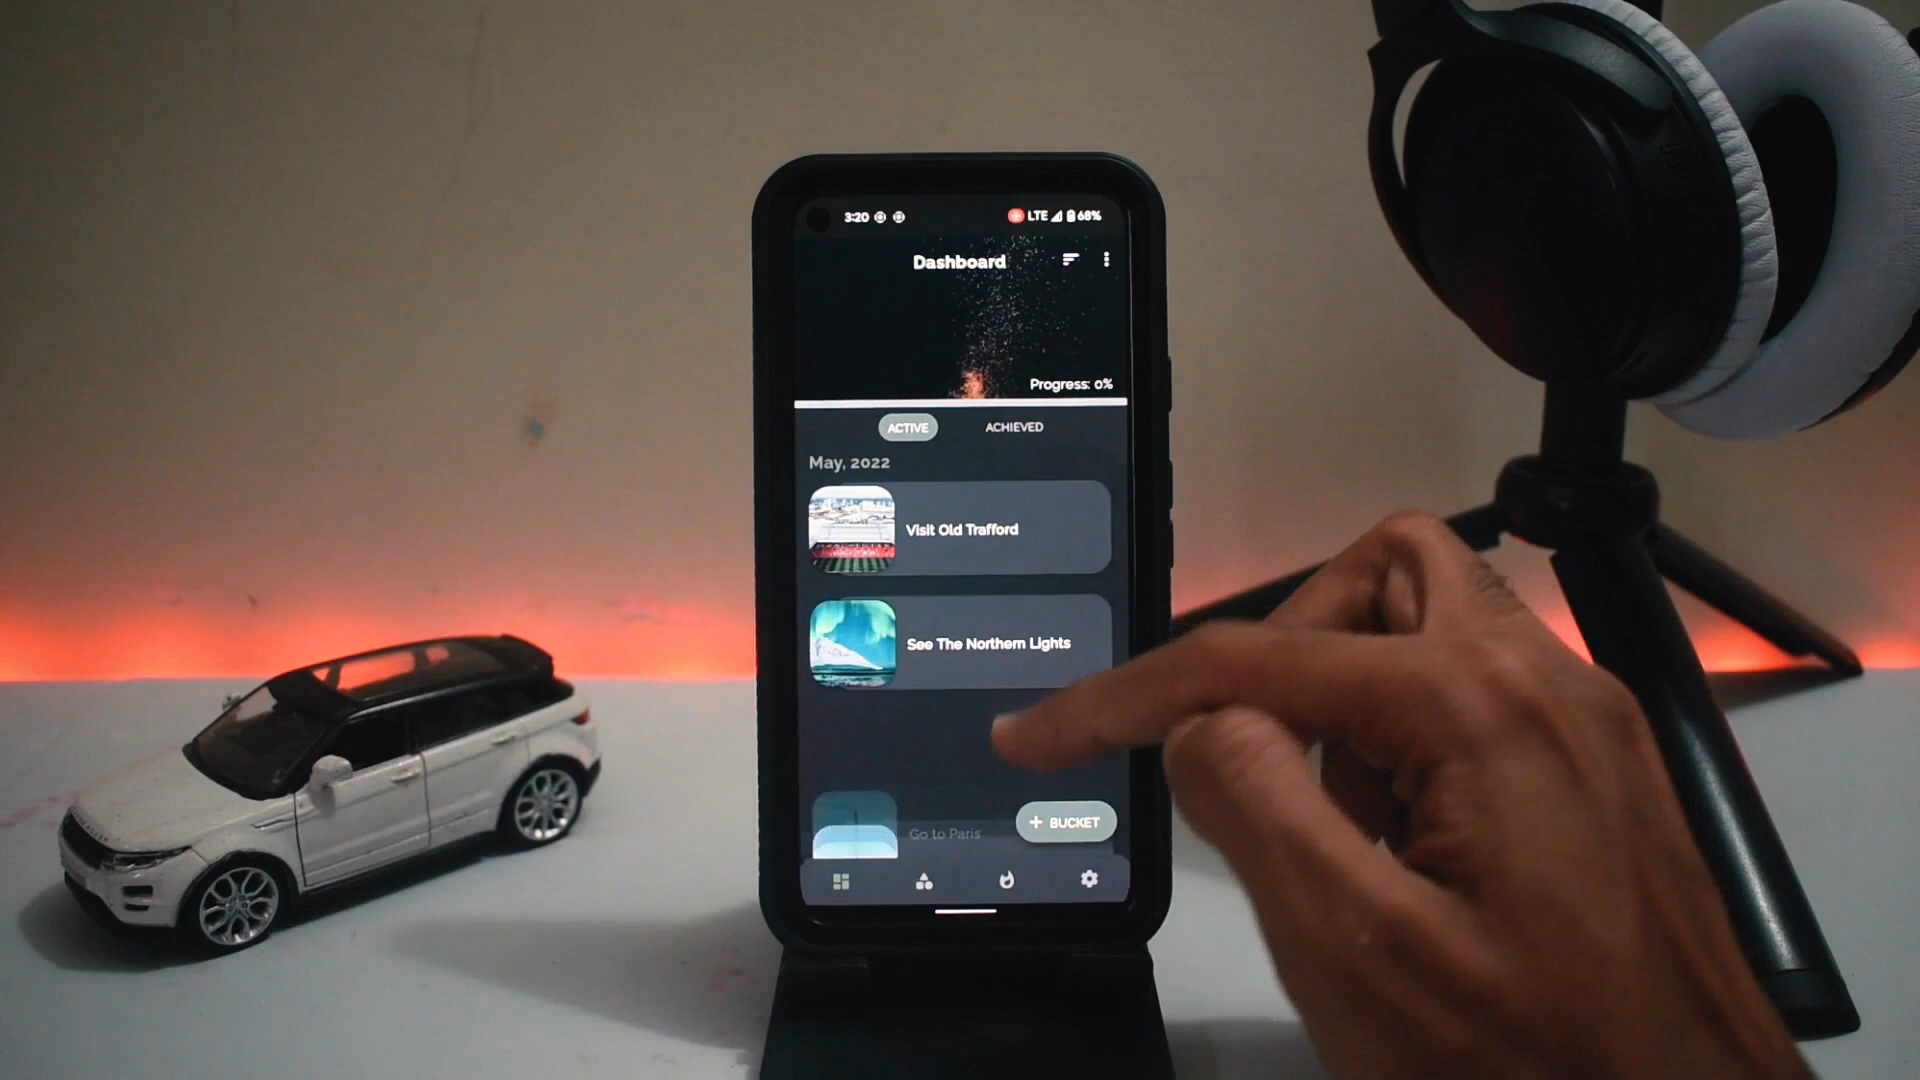 3:20 LTE 68%
Dashboard
Progress: 0%
ACTIVE ACHIEVED
May, 2022
Visit Old Trafford
See The Northern Lights
Go to Paris
+ BUCKET